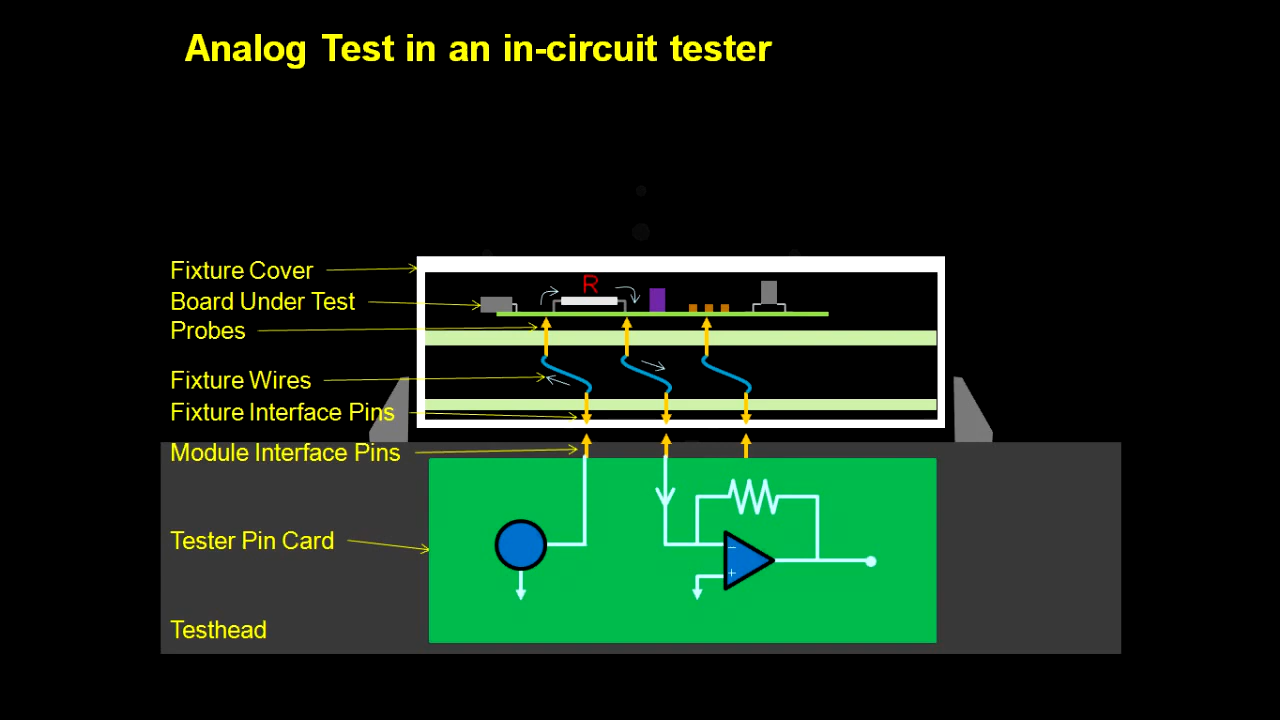 Analog Test in an in-circuit tester
Fixture Cover
R
Board Under Test
Probes
Fixture Wires
Fixture Interface Pins
Module Interface Pins
Tester Pin Card
−
+
Testhead